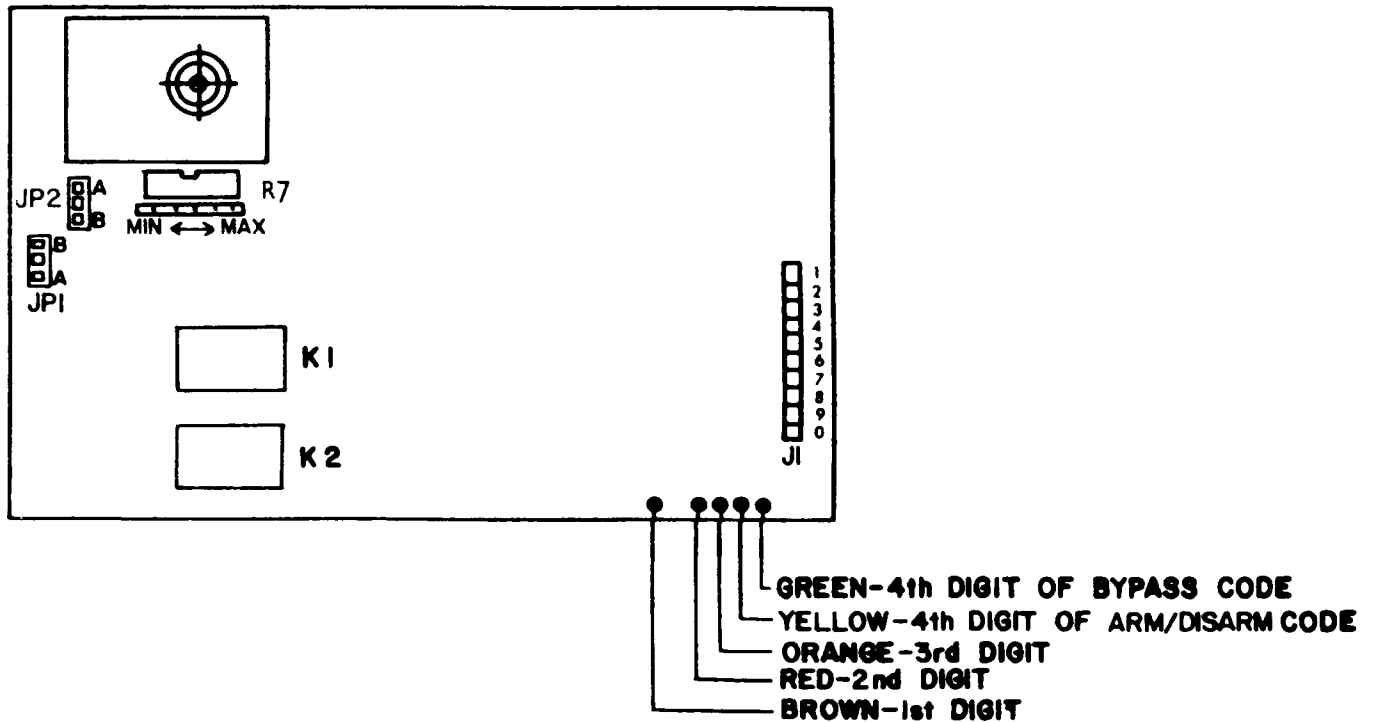 JP2
A
B
R7
MIN ↔ MAX
B
A
JP1
K1
K2
1
2
3
4
5
6
7
8
9
0
J1
GREEN-4th DIGIT OF BYPASS CODE
YELLOW-4th DIGIT OF ARM/DISARM CODE
ORANGE-3rd DIGIT
RED-2nd DIGIT
BROWN-1st DIGIT